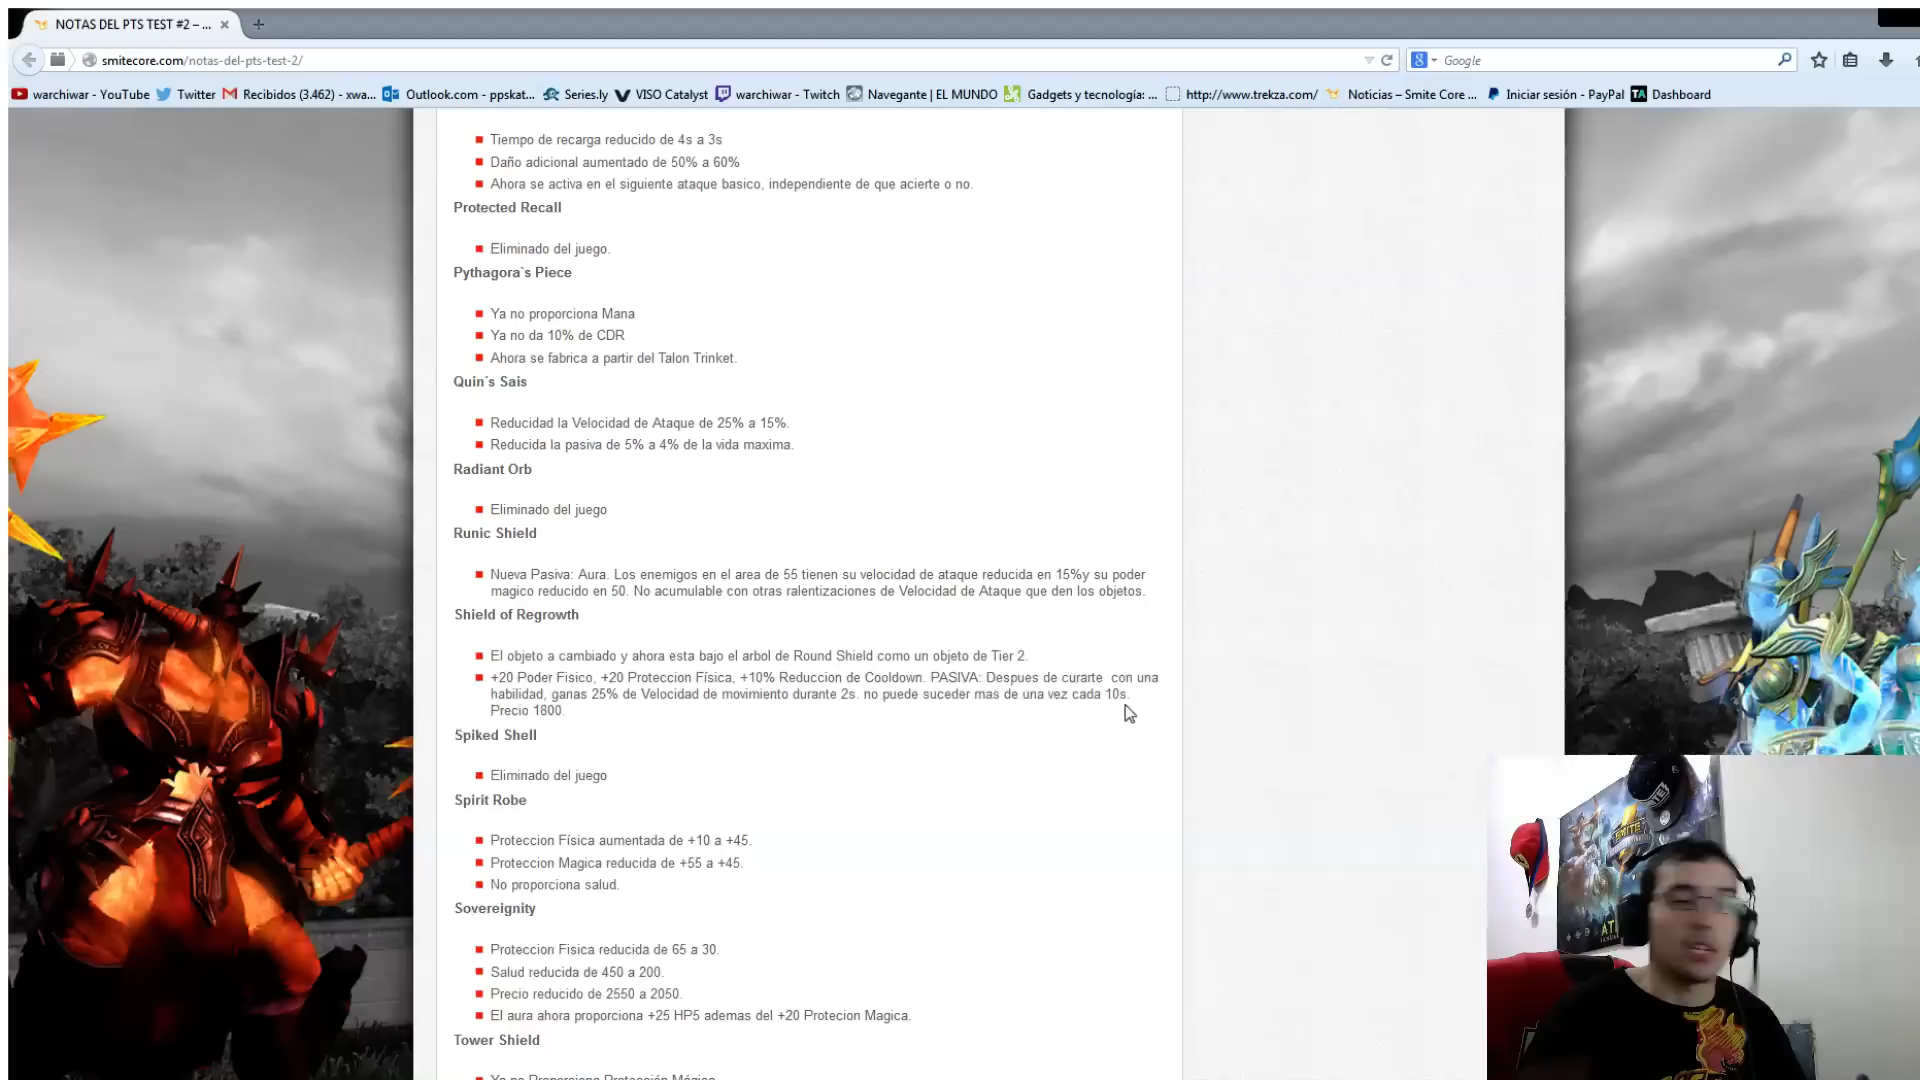 NOTAS DEL PTS TEST #2 – ...
smitecore.com/notas-del-pts-test-2/
Google
warchiwar - YouTube
Twitter
Recibidos (3.462) - xwa...
Outlook.com - ppskat...
Series.ly
VISO Catalyst
warchiwar - Twitch
Navegante | EL MUNDO
Gadgets y tecnología: ...
http://www.trekza.com/
Noticias – Smite Core ...
Iniciar sesión - PayPal
TA Dashboard
Tiempo de recarga reducido de 4s a 3s
Daño adicional aumentado de 50% a 60%
Ahora se activa en el siguiente ataque basico, independiente de que acierte o no.
Protected Recall
Eliminado del juego.
Pythagora`s Piece
Ya no proporciona Mana
Ya no da 10% de CDR
Ahora se fabrica a partir del Talon Trinket.
Quin's Sais
Reducidad la Velocidad de Ataque de 25% a 15%.
Reducida la pasiva de 5% a 4% de la vida maxima.
Radiant Orb
Eliminado del juego
Runic Shield
Nueva Pasiva: Aura. Los enemigos en el area de 55 tienen su velocidad de ataque reducida en 15%y su poder
magico reducido en 50. No acumulable con otras ralentizaciones de Velocidad de Ataque que den los objetos.
Shield of Regrowth
El objeto a cambiado y ahora esta bajo el arbol de Round Shield como un objeto de Tier 2.
+20 Poder Fisico, +20 Proteccion Física, +10% Reduccion de Cooldown. PASIVA: Despues de curarte con una
habilidad, ganas 25% de Velocidad de movimiento durante 2s. no puede suceder mas de una vez cada 10s.
Precio 1800.
Spiked Shell
Eliminado del juego
Spirit Robe
Proteccion Física aumentada de +10 a +45.
Proteccion Magica reducida de +55 a +45.
No proporciona salud.
Sovereignity
Proteccion Fisica reducida de 65 a 30.
Salud reducida de 450 a 200.
Precio reducido de 2550 a 2050.
El aura ahora proporciona +25 HP5 ademas del +20 Protecion Magica.
Tower Shield
Ya no Proporciona Protección Mágica
SMITE